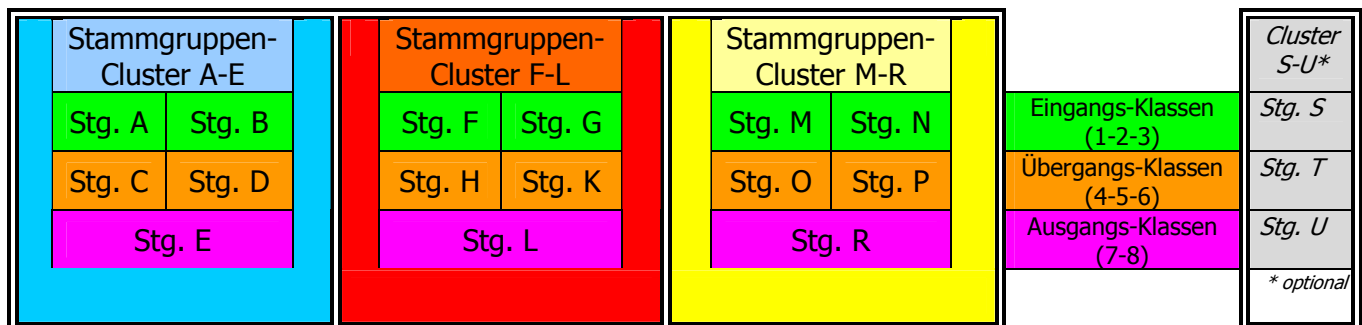 Stammgruppen-
Cluster A-E
Stg. A
Stg. B
Stg. C
Stg. D
Stg. E
Stammgruppen-
Cluster F-L
Stg. F
Stg. G
Stg. H
Stg. K
Stg. L
Stammgruppen-
Cluster M-R
Stg. M
Stg. N
Stg. O
Stg. P
Stg. R
Eingangs-Klassen
(1-2-3)
Übergangs-Klassen
(4-5-6)
Ausgangs-Klassen
(7-8)
Cluster
S-U*
Stg. S
Stg. T
Stg. U
* optional